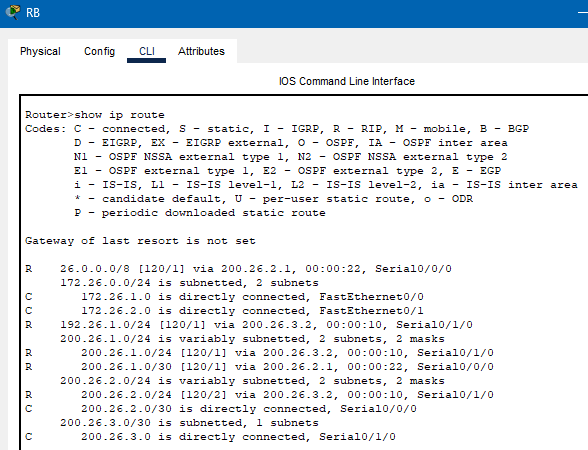 RB
Physical Config CLI Attributes
IOS Command Line Interface
Router>show ip route
Codes: C - connected, S - static, I - IGRP, R - RIP, M - mobile, B - BGP
       D - EIGRP, EX - EIGRP external, O - OSPF, IA - OSPF inter area
       N1 - OSPF NSSA external type 1, N2 - OSPF NSSA external type 2
       E1 - OSPF external type 1, E2 - OSPF external type 2, E - EGP
       i - IS-IS, L1 - IS-IS level-1, L2 - IS-IS level-2, ia - IS-IS inter area
       * - candidate default, U - per-user static route, o - ODR
       P - periodic downloaded static route
Gateway of last resort is not set
R    26.0.0.0/8 [120/1] via 200.26.2.1, 00:00:22, Serial0/0/0
     172.26.0.0/24 is subnetted, 2 subnets
C       172.26.1.0 is directly connected, FastEthernet0/0
C       172.26.2.0 is directly connected, FastEthernet0/1
R    192.26.1.0/24 [120/1] via 200.26.3.2, 00:00:10, Serial0/1/0
     200.26.1.0/24 is variably subnetted, 2 subnets, 2 masks
R       200.26.1.0/24 [120/1] via 200.26.3.2, 00:00:10, Serial0/1/0
R       200.26.1.0/30 [120/1] via 200.26.2.1, 00:00:22, Serial0/0/0
     200.26.2.0/24 is variably subnetted, 2 subnets, 2 masks
R       200.26.2.0/24 [120/2] via 200.26.3.2, 00:00:10, Serial0/1/0
C       200.26.2.0/30 is directly connected, Serial0/0/0
     200.26.3.0/30 is subnetted, 1 subnets
C       200.26.3.0 is directly connected, Serial0/1/0